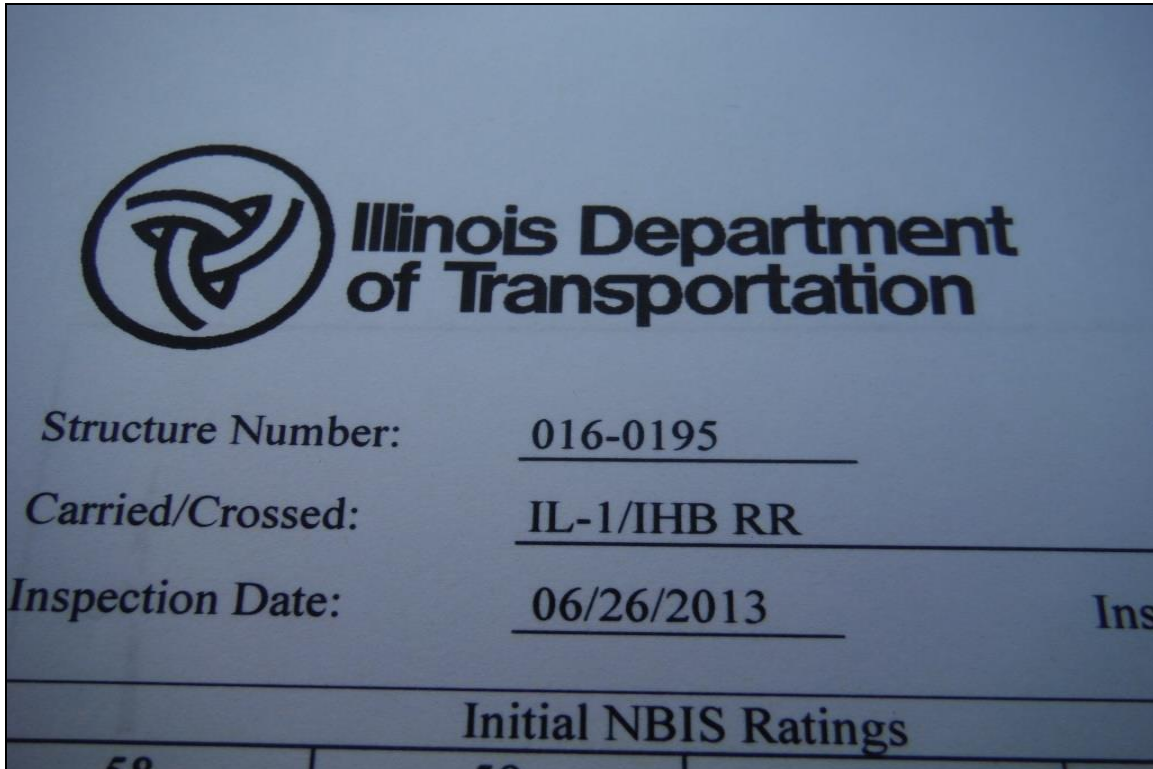 Illinois Department
of Transportation
Structure Number: 016-0195
Carried/Crossed: IL-1/IHB RR
Inspection Date: 06/26/2013
Initial NBIS Ratings